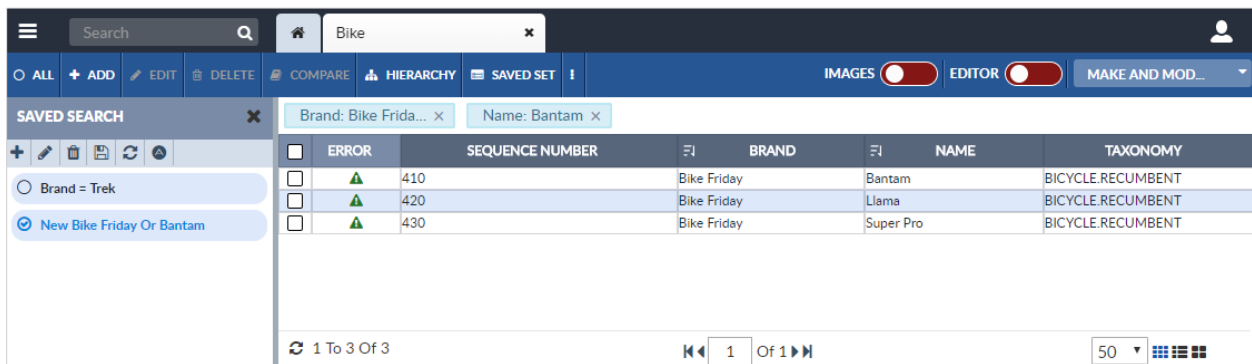 Search Bike
ALL ADD EDIT DELETE COMPARE HIERARCHY SAVED SET IMAGES EDITOR MAKE AND MOD...
SAVED SEARCH Brand: Bike Frida... × Name: Bantam ×
ERROR SEQUENCE NUMBER BRAND NAME TAXONOMY
Brand = Trek
New Bike Friday Or Bantam
410 Bike Friday Bantam BICYCLE.RECUMBENT
420 Bike Friday Llama BICYCLE.RECUMBENT
430 Bike Friday Super Pro BICYCLE.RECUMBENT
1 To 3 Of 3 1 Of 1 50